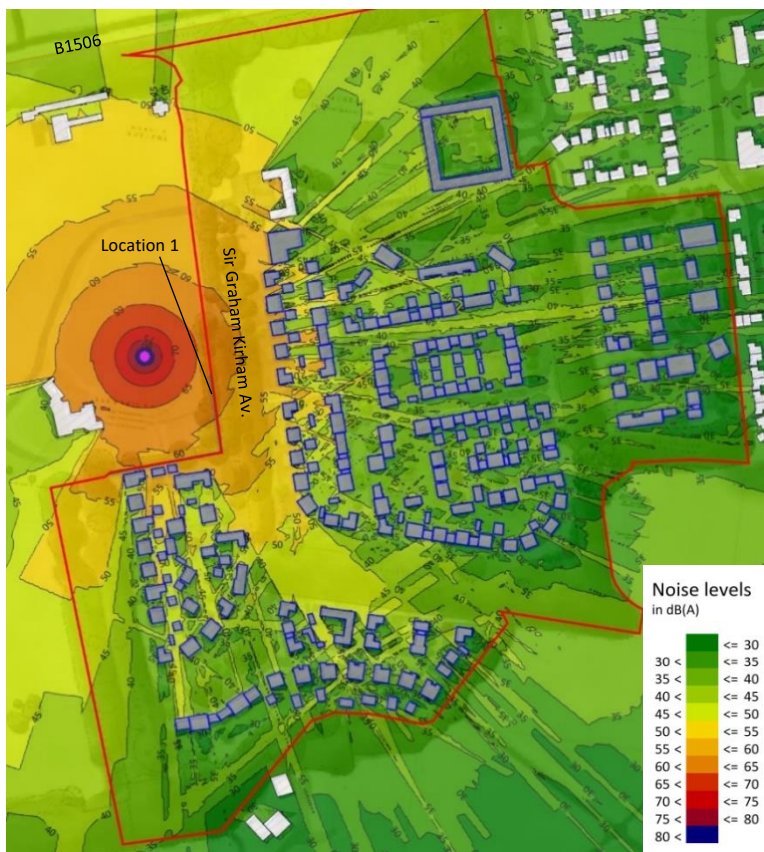 B1506
Location 1
Sir Graham Kirham Av.
Noise levels
in dB(A)
<= 30
30 < <= 35
35 < <= 40
40 < <= 45
45 < <= 50
50 < <= 55
55 < <= 60
60 < <= 65
65 < <= 70
70 < <= 75
75 < <= 80
80 <